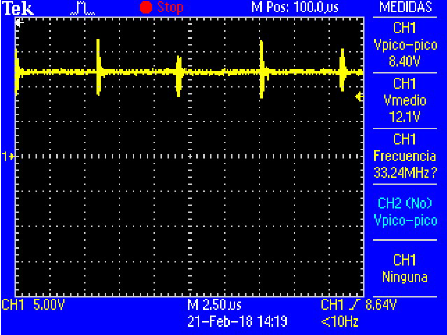 Tek Stop M Pos: 100.0µs MEDIDAS
CH1
Vpico-pico
8.40V
CH1
Vmedio
12.1V
CH1
Frecuencia
33.24MHz?
CH2 (No)
Vpico-pico
CH1
Ninguna
1
CH1 5.00V M 2.50µs CH1 8.64V
21-Feb-18 14:19 <10Hz